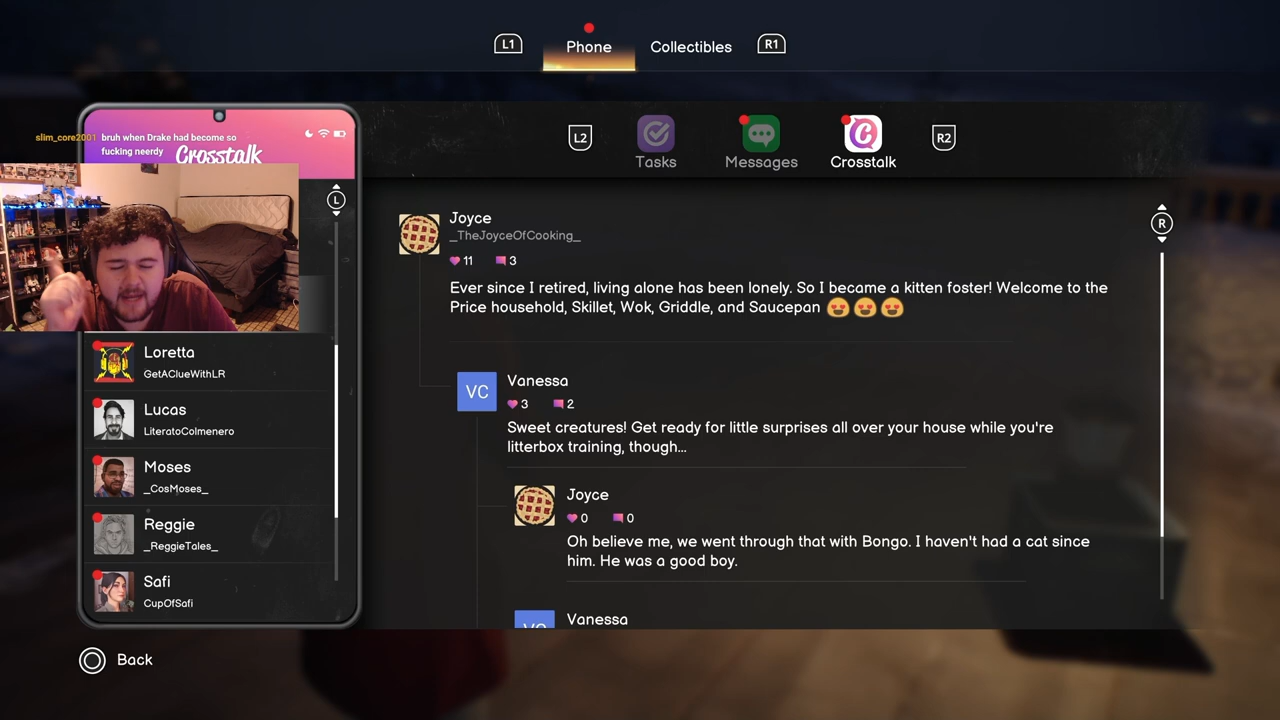 L1
Phone
Collectibles
R1
slim_core2001 bruh when Drake had become so
fucking neerdy
Crosstalk
L2
Tasks
Messages
Crosstalk
R2
L
Loretta
GetAClueWithLR
Lucas
LiteratoColmenero
Moses
_CosMoses_
Reggie
_ReggieTales_
Safi
CupOfSafi
Joyce
_TheJoyceOfCooking_
11 3
R
Ever since I retired, living alone has been lonely. So I became a kitten foster! Welcome to the
Price household, Skillet, Wok, Griddle, and Saucepan 😍😍😍
VC
Vanessa
3 2
Sweet creatures! Get ready for little surprises all over your house while you're
litterbox training, though...
Joyce
0 0
Oh believe me, we went through that with Bongo. I haven't had a cat since
him. He was a good boy.
VC
Vanessa
Back